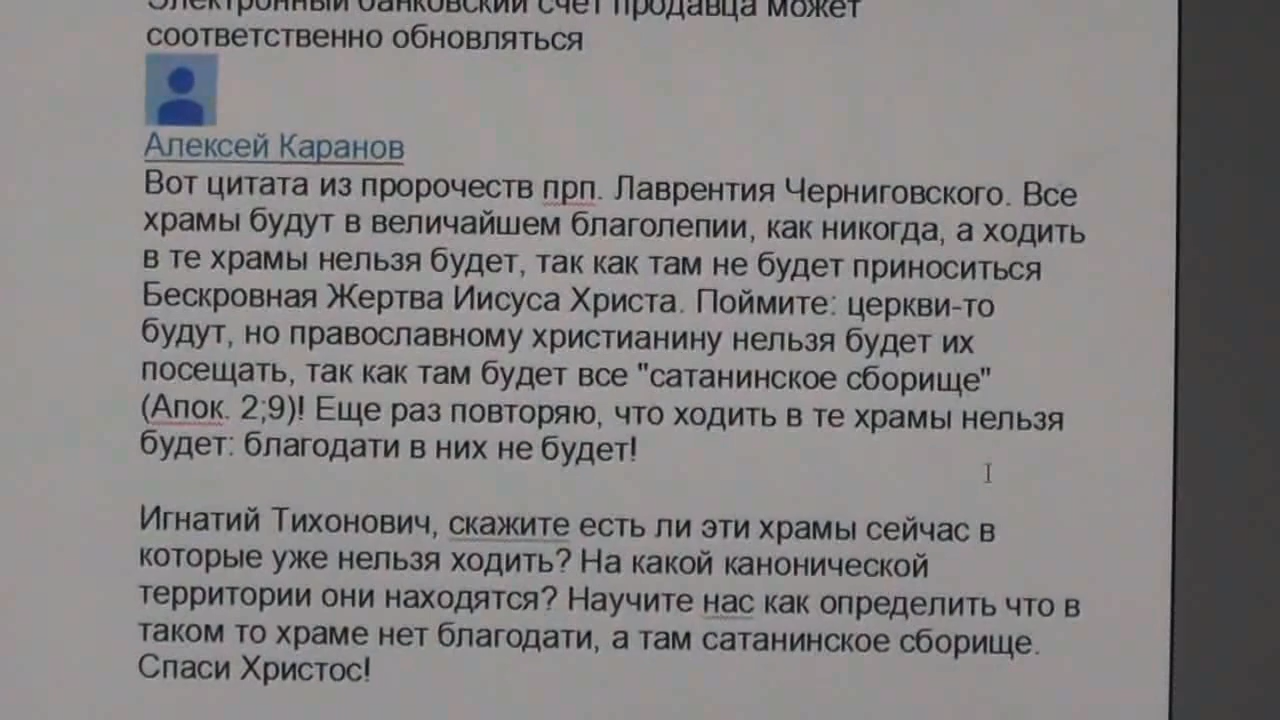 Электронный банковский счет продавца может
соответственно обновляться
Алексей Каранов
Вот цитата из пророчеств прп. Лаврентия Черниговского. Все
храмы будут в величайшем благолепии, как никогда, а ходить
в те храмы нельзя будет, так как там не будет приноситься
Бескровная Жертва Иисуса Христа. Поймите: церкви-то
будут, но православному христианину нельзя будет их
посещать, так как там будет все "сатанинское сборище"
(Апок. 2;9)! Еще раз повторяю, что ходить в те храмы нельзя
будет: благодати в них не будет!
Игнатий Тихонович, скажите есть ли эти храмы сейчас в
которые уже нельзя ходить? На какой канонической
территории они находятся? Научите нас как определить что в
таком то храме нет благодати, а там сатанинское сборище.
Спаси Христос!